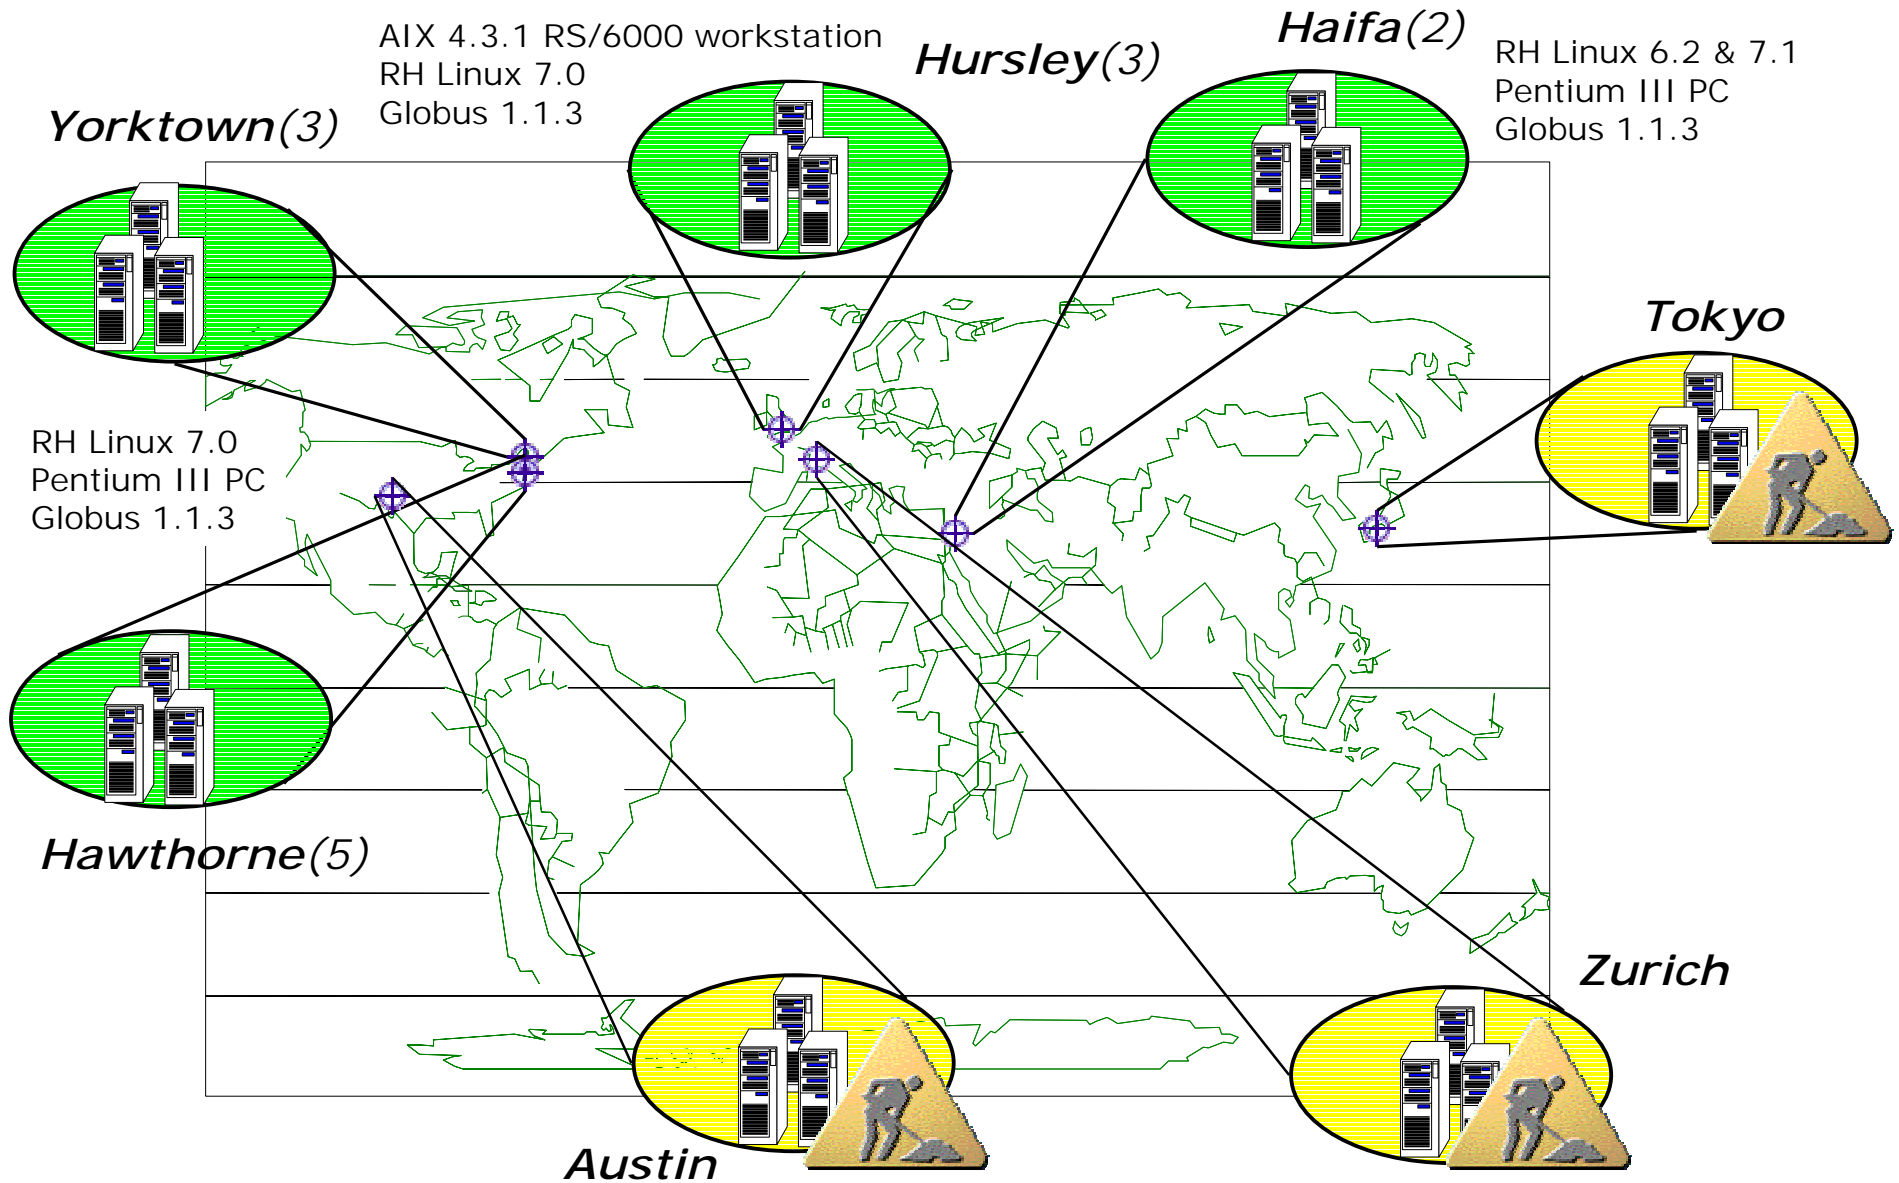 AIX 4.3.1 RS/6000 workstation
RH Linux 7.0
Globus 1.1.3
Hursley(3)
Haifa(2)
RH Linux 6.2 & 7.1
Pentium III PC
Globus 1.1.3
Yorktown(3)
Tokyo
RH Linux 7.0
Pentium III PC
Globus 1.1.3
Hawthorne(5)
Zurich
Austin